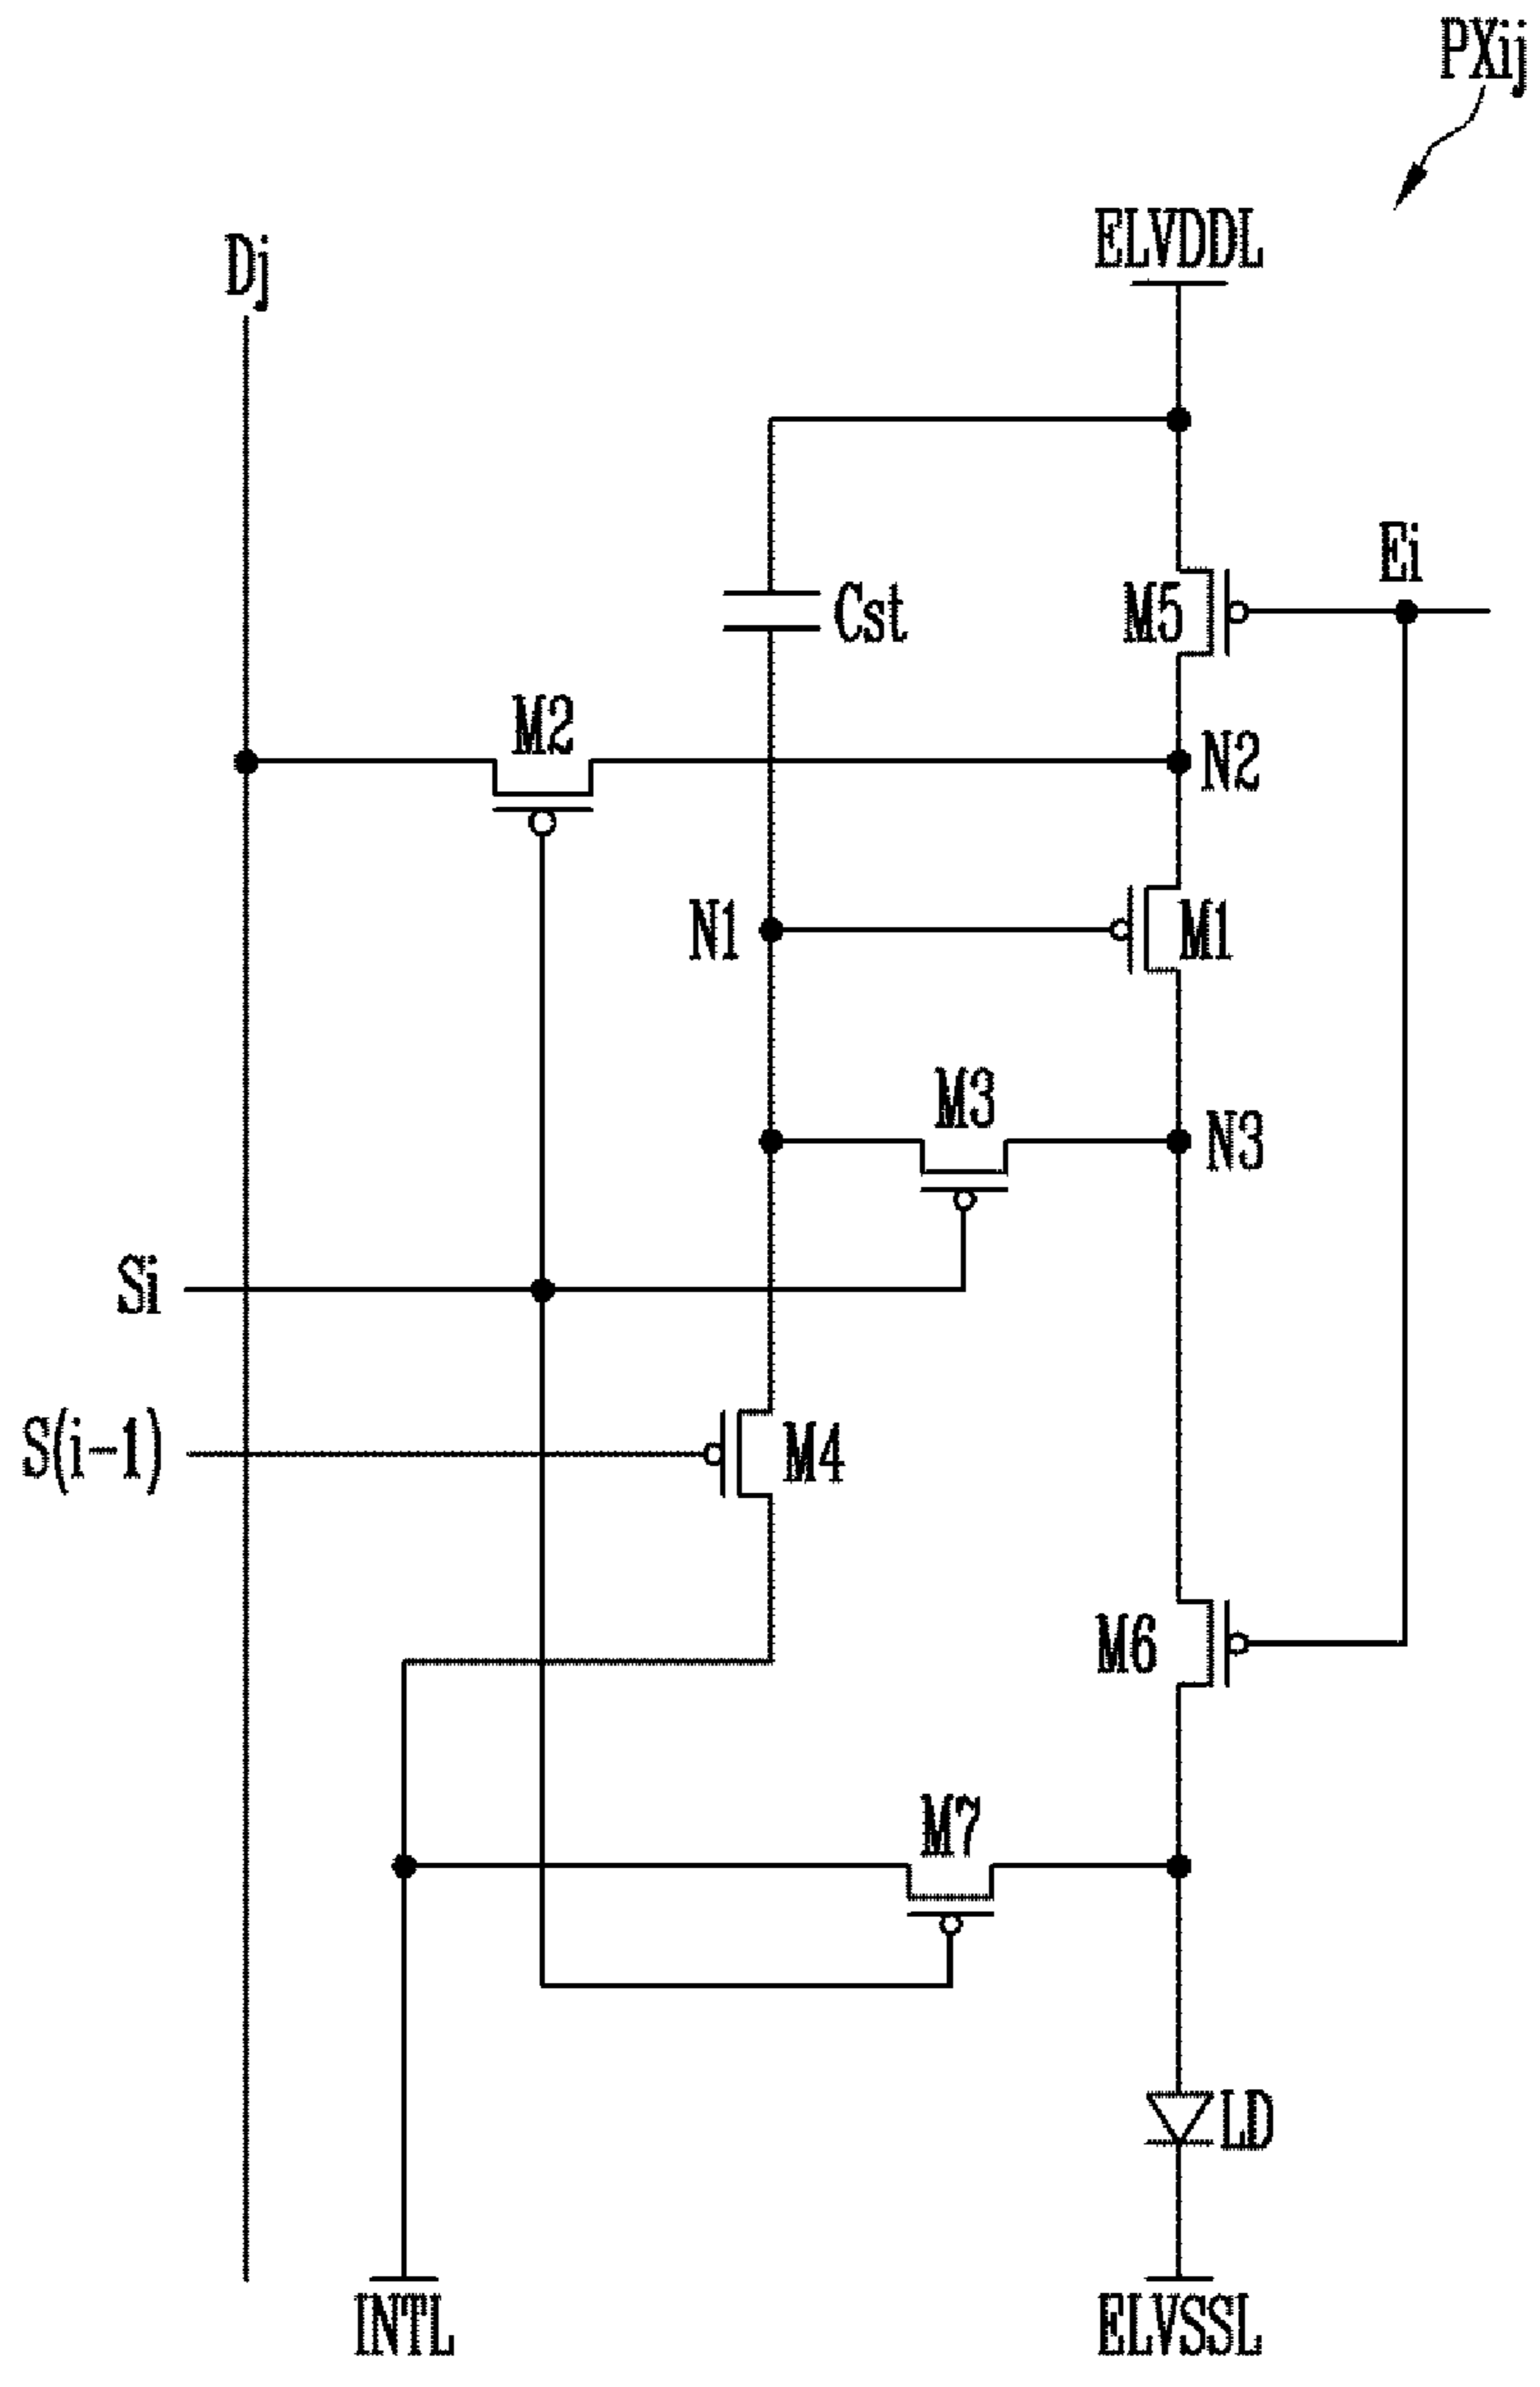 PXij
ELVDDL
Dj
Ei
M5
Cst
M2
N2
N1
M1
M3
N3
Si
S(i-1)
M4
M6
M7
LD
INTL
ELVSSL